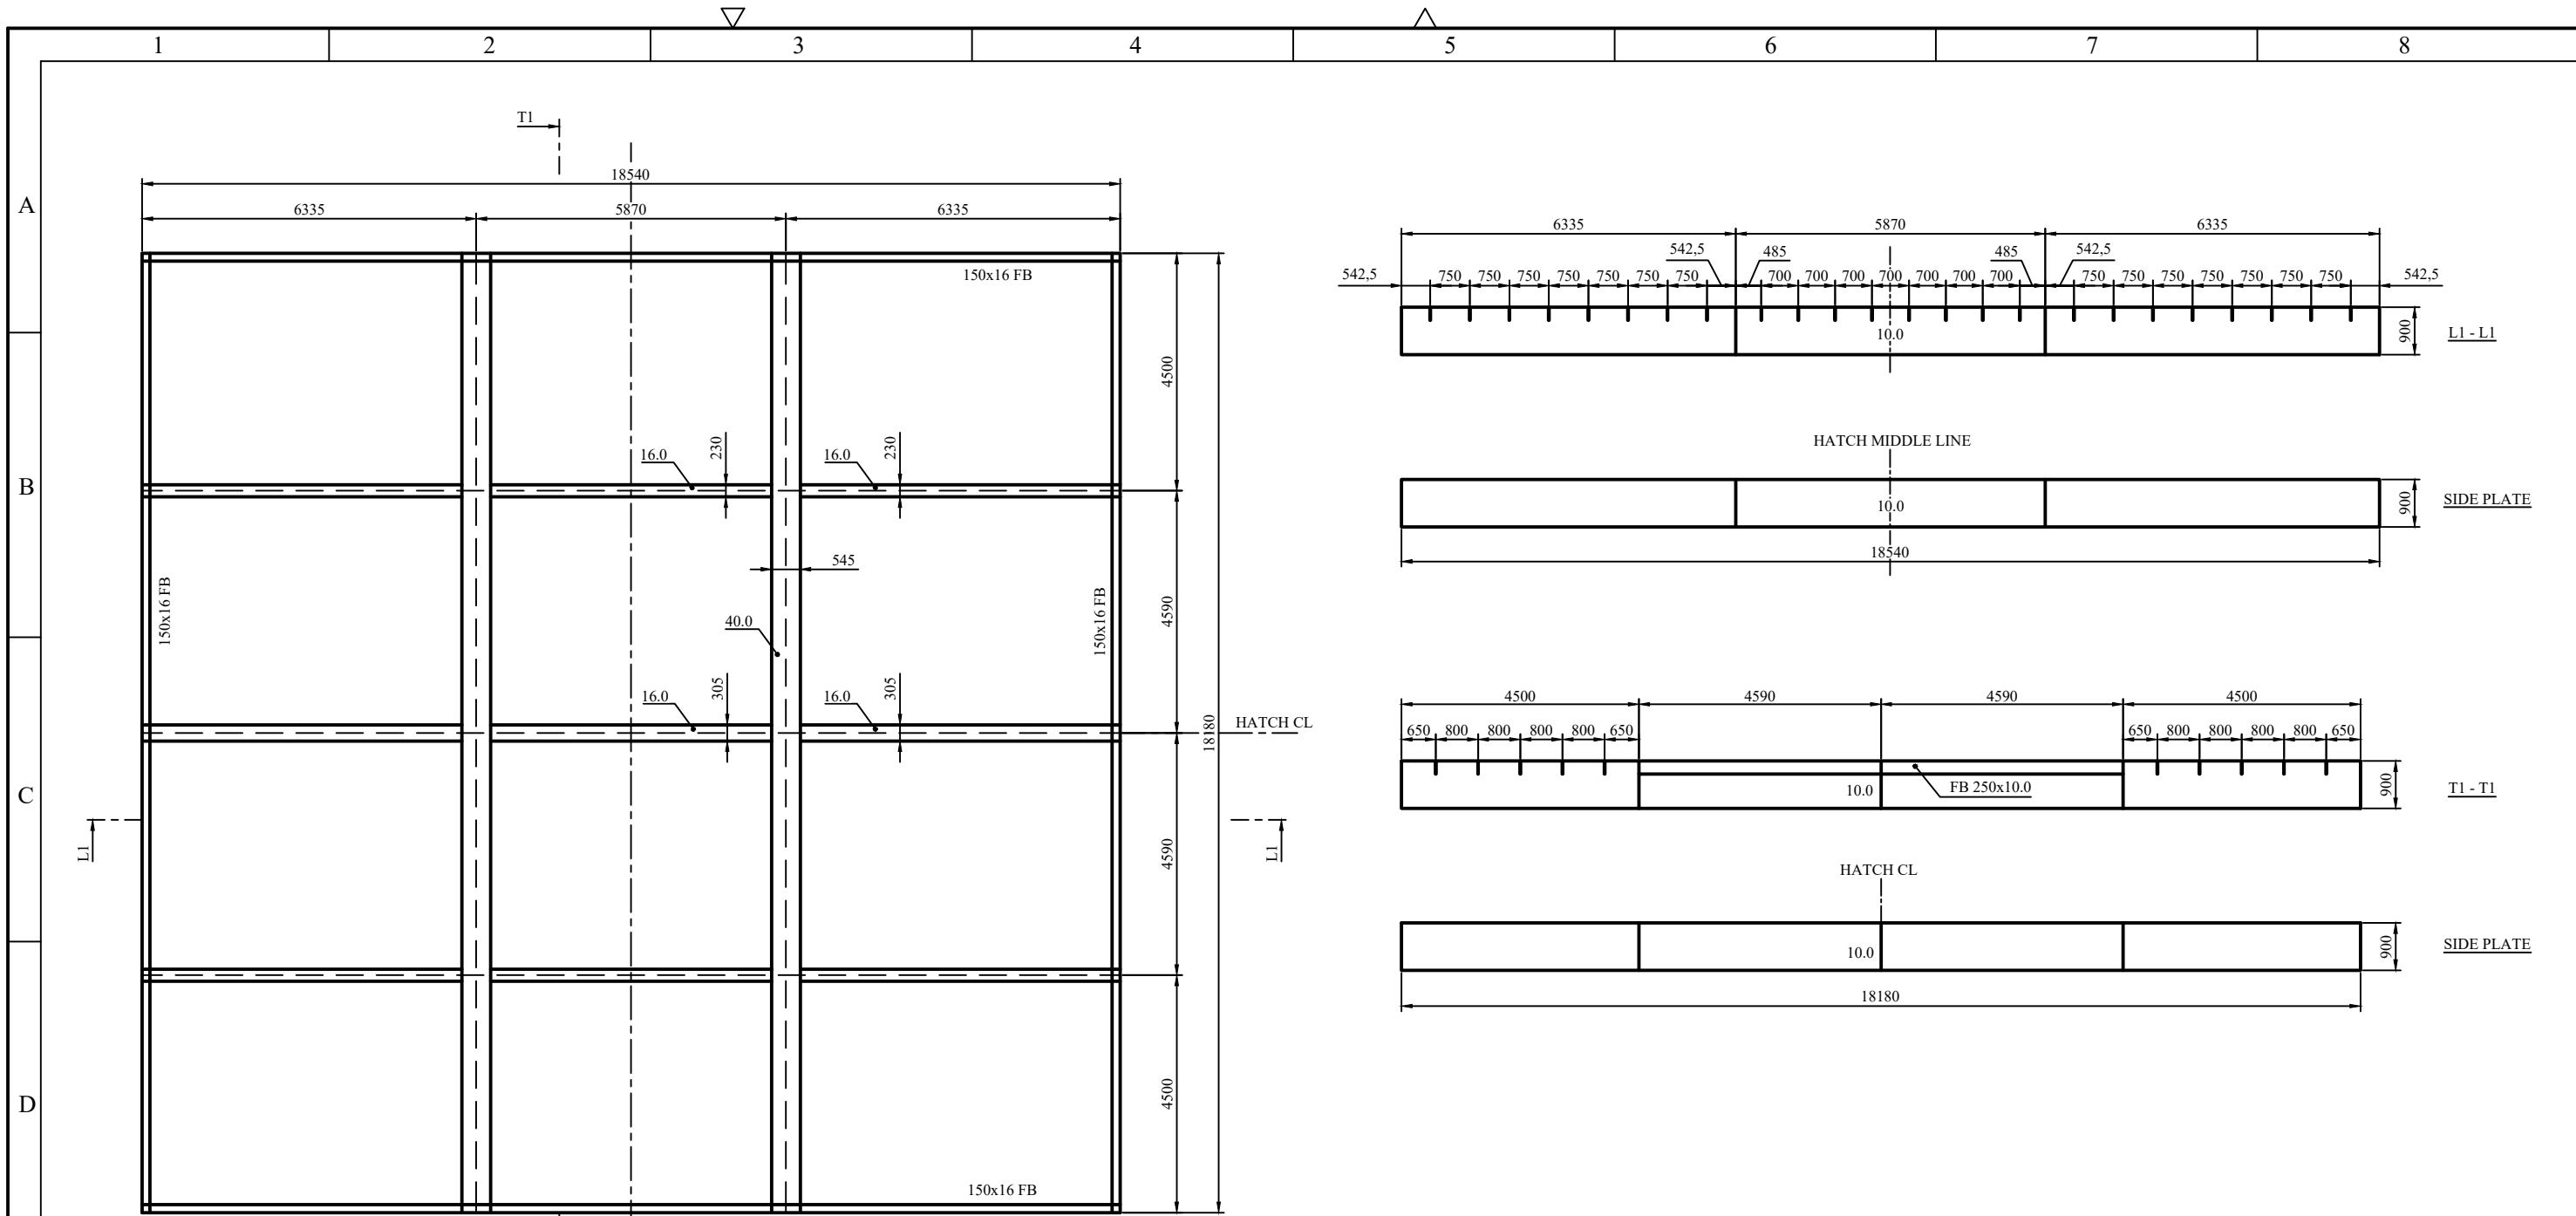 1 2 3 4 5 6 7 8
A
B
C
D
T1
18540
6335 5870 6335
150x16 FB
4500
16.0 230 16.0 230
545
150x16 FB
150x16 FB
4590
40.0
16.0 305 16.0 305
HATCH CL
18180
L1 L1
4590
4500
150x16 FB
6335 5870 6335
542,5 485 485 542,5
542,5 750 750 750 750 750 750 750 700 700 700 700 700 700 700 750 750 750 750 750 750 750 542,5
10.0
900
L1 - L1
HATCH MIDDLE LINE
10.0
900
SIDE PLATE
18540
4500 4590 4590 4500
650 800 800 800 800 650 650 800 800 800 800 650
10.0 FB 250x10.0
900
T1 - T1
HATCH CL
10.0
900
SIDE PLATE
18180